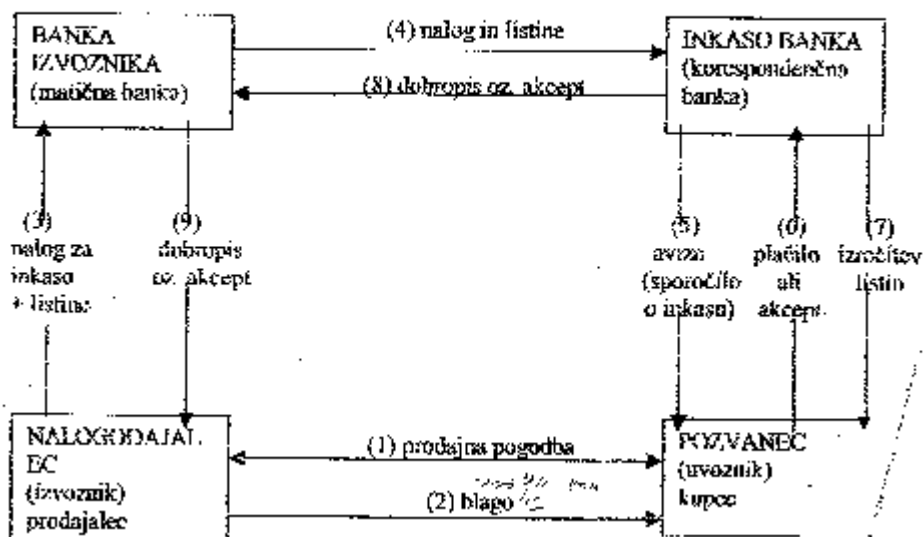 BANKA
IZVOZNIKA
(matična banka)
(4) nalog in listine
(8) dobropis oz. akcept
INKASO BANKA
(korespondenčna
banka)
(3)
nalog za
inkaso
+ listine
(9)
dobropis
oz. akcept
(5)
aviza
(sporočilo
o inkasu)
(6)
plačilo
ali
akcept
(7)
izročitev
listin
NALOGODAJAL
EC
(izvoznik)
prodajalec
(1) prodajna pogodba
(2) blago
POZVANEC
(uvoznik)
kupec